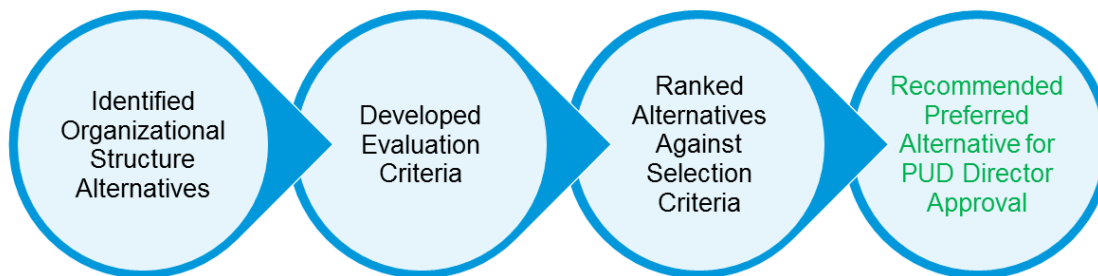 Identified
Organizational
Structure
Alternatives
Developed
Evaluation
Criteria
Ranked
Alternatives
Against
Selection
Criteria
Recommended
Preferred
Alternative for
PUD Director
Approval